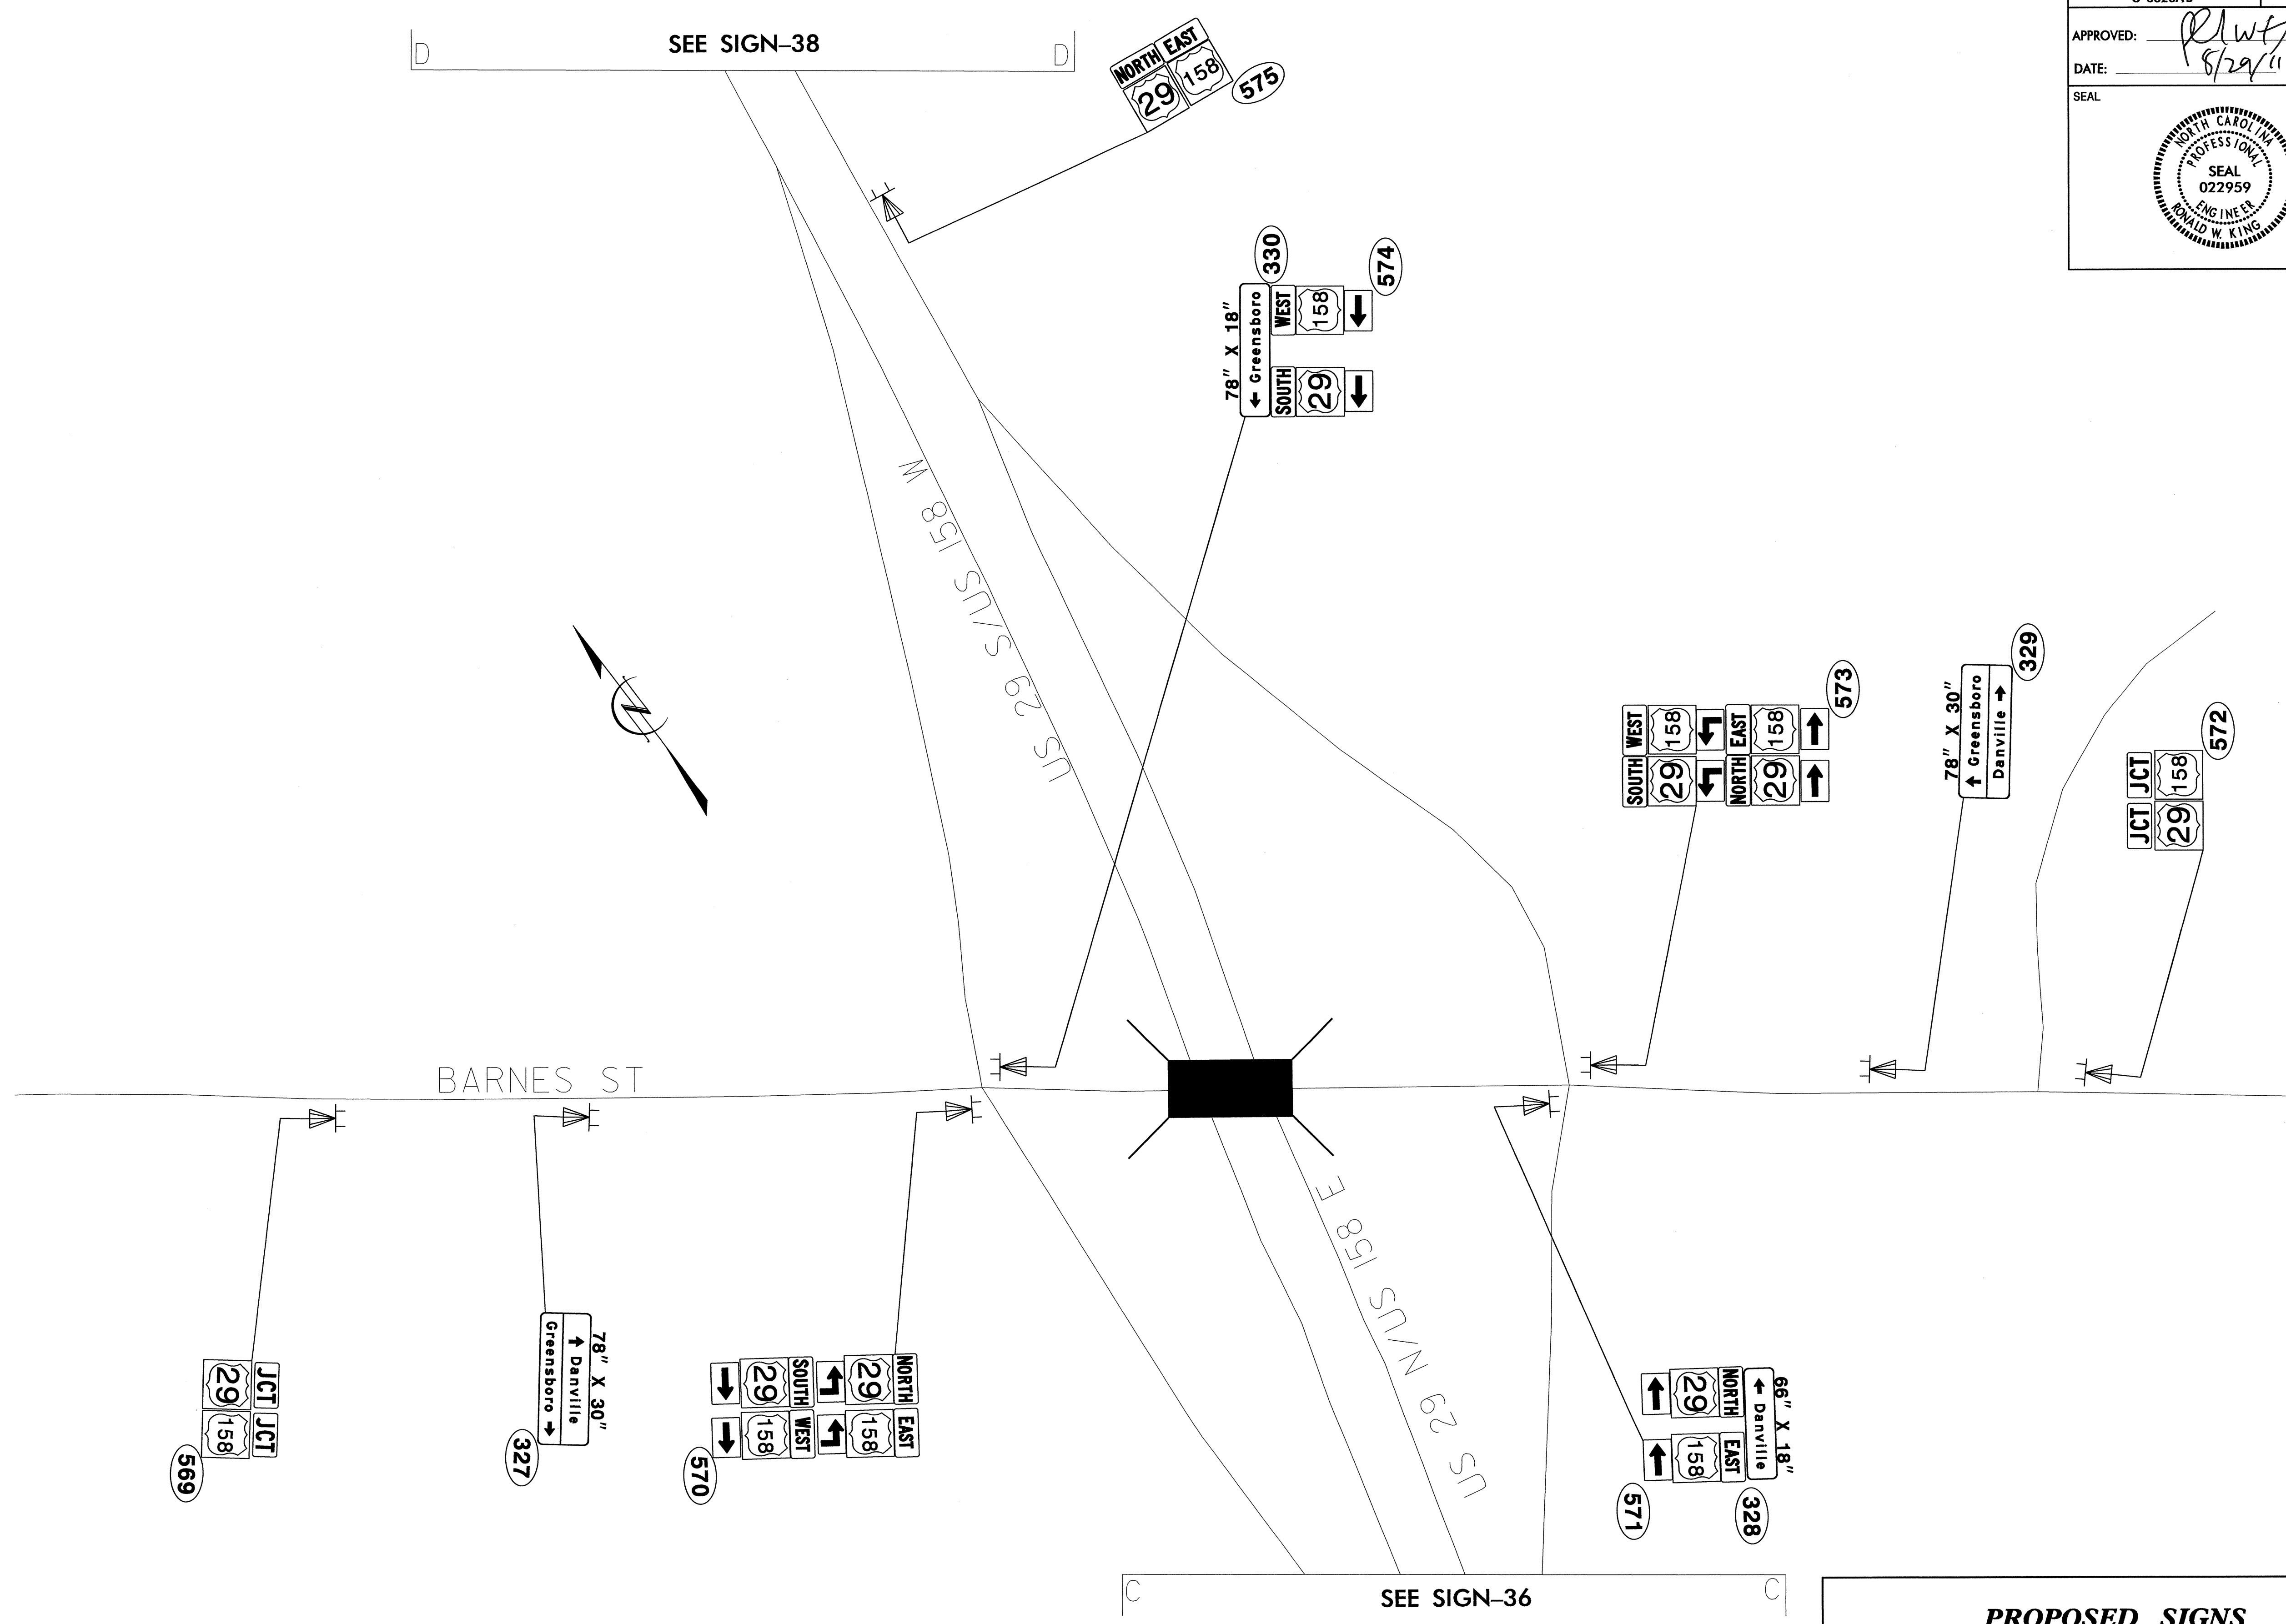 SEE SIGN–38
D
D
NORTH EAST
29 158
575
APPROVED:
DATE: 8/29/11
SEAL
NORTH CAROLINA
PROFESSIONAL
SEAL
022959
ENGINEER
RONALD W. KING
330
574
78" X 18"
← Greensboro
SOUTH WEST
29 158
US 29 S/US 158 W
N
573
SOUTH WEST
29 158
NORTH EAST
29 158
329
78" X 30"
↑ Greensboro
Danville →
572
JCT JCT
29 158
BARNES ST
US 29 N/US 158 E
JCT JCT
29 158
569
78" X 30"
↑ Danville
Greensboro →
327
NORTH EAST
29 158
SOUTH WEST
29 158
570
66" X 18"
← Danville
NORTH EAST
29 158
571
328
C
C
SEE SIGN–36
PROPOSED SIGNS